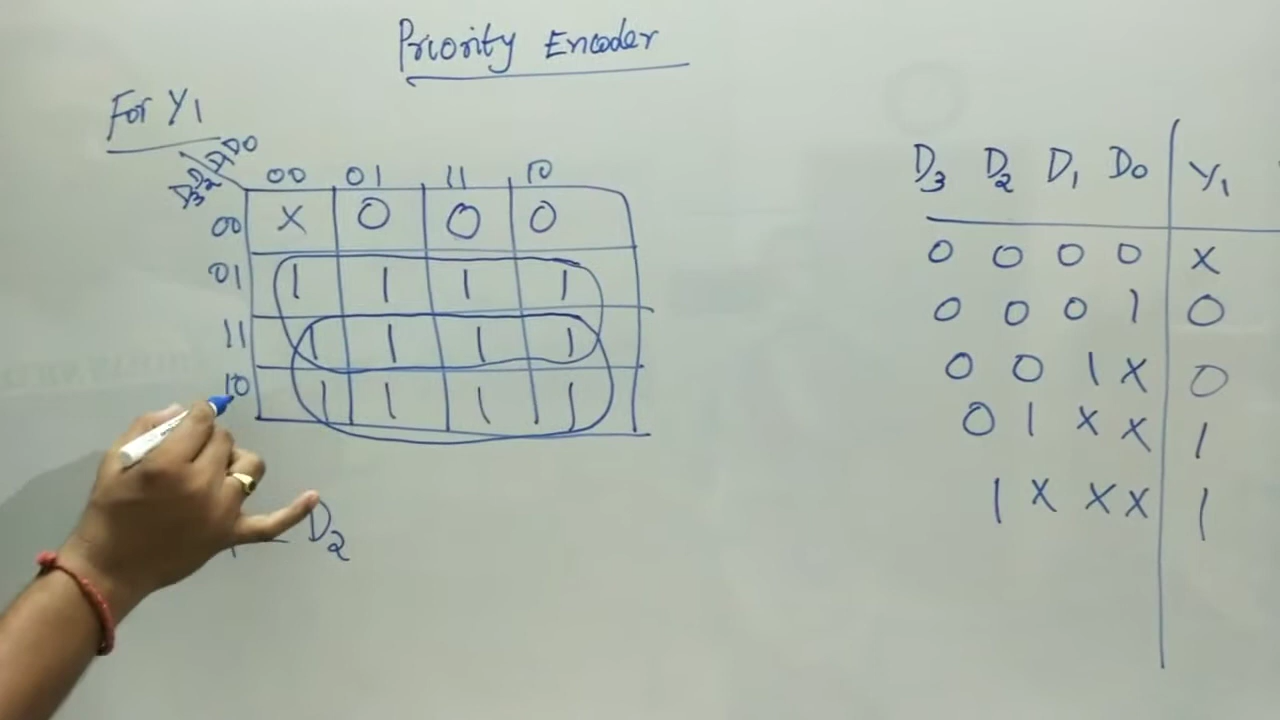 Priority Encoder
For Y1
D3D2 D1D0
00 01 11 10
00 X 0 0 0
01 1 1 1 1
11 1 1 1 1
10 1 1 1 1
D2
D3 D2 D1 D0 Y1
0 0 0 0 X
0 0 0 1 0
0 0 1 X 0
0 1 X X 1
1 X X X 1